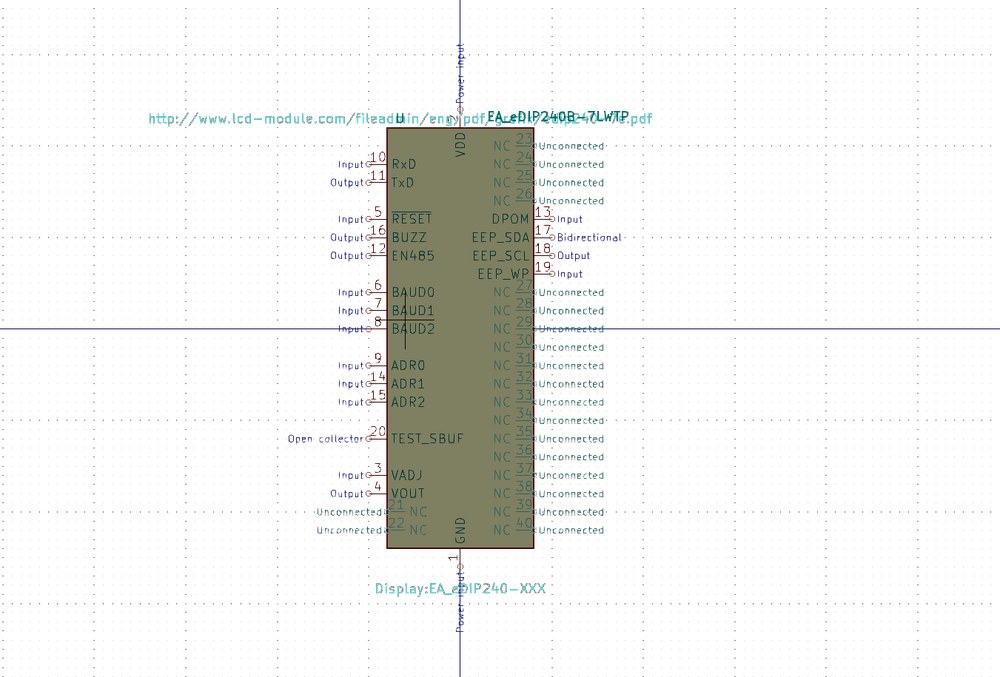 Power input
http://www.lcd-module.com/fileadmin/eng/pdf/grafik/edip240-7e.pdf
U
EA_eDIP240B-7LWTP
2
VDD
Input 10 RxD
Output 11 TxD
Input 5 RESET
Output 16 BUZZ
Output 12 EN485
Input 6 BAUD0
Input 7 BAUD1
Input 8 BAUD2
Input 9 ADR0
Input 14 ADR1
Input 15 ADR2
Open collector 20 TEST_SBUF
Input 3 VADJ
Output 4 VOUT
Unconnected 21 NC
Unconnected 22 NC
NC 23 Unconnected
NC 24 Unconnected
NC 25 Unconnected
NC 26 Unconnected
DPOM 13 Input
EEP_SDA 17 Bidirectional
EEP_SCL 18 Output
EEP_WP 19 Input
NC 27 Unconnected
NC 28 Unconnected
NC 29 Unconnected
NC 30 Unconnected
NC 31 Unconnected
NC 32 Unconnected
NC 33 Unconnected
NC 34 Unconnected
NC 35 Unconnected
NC 36 Unconnected
NC 37 Unconnected
NC 38 Unconnected
NC 39 Unconnected
NC 40 Unconnected
GND
1
Power input
Display:EA_eDIP240-XXX